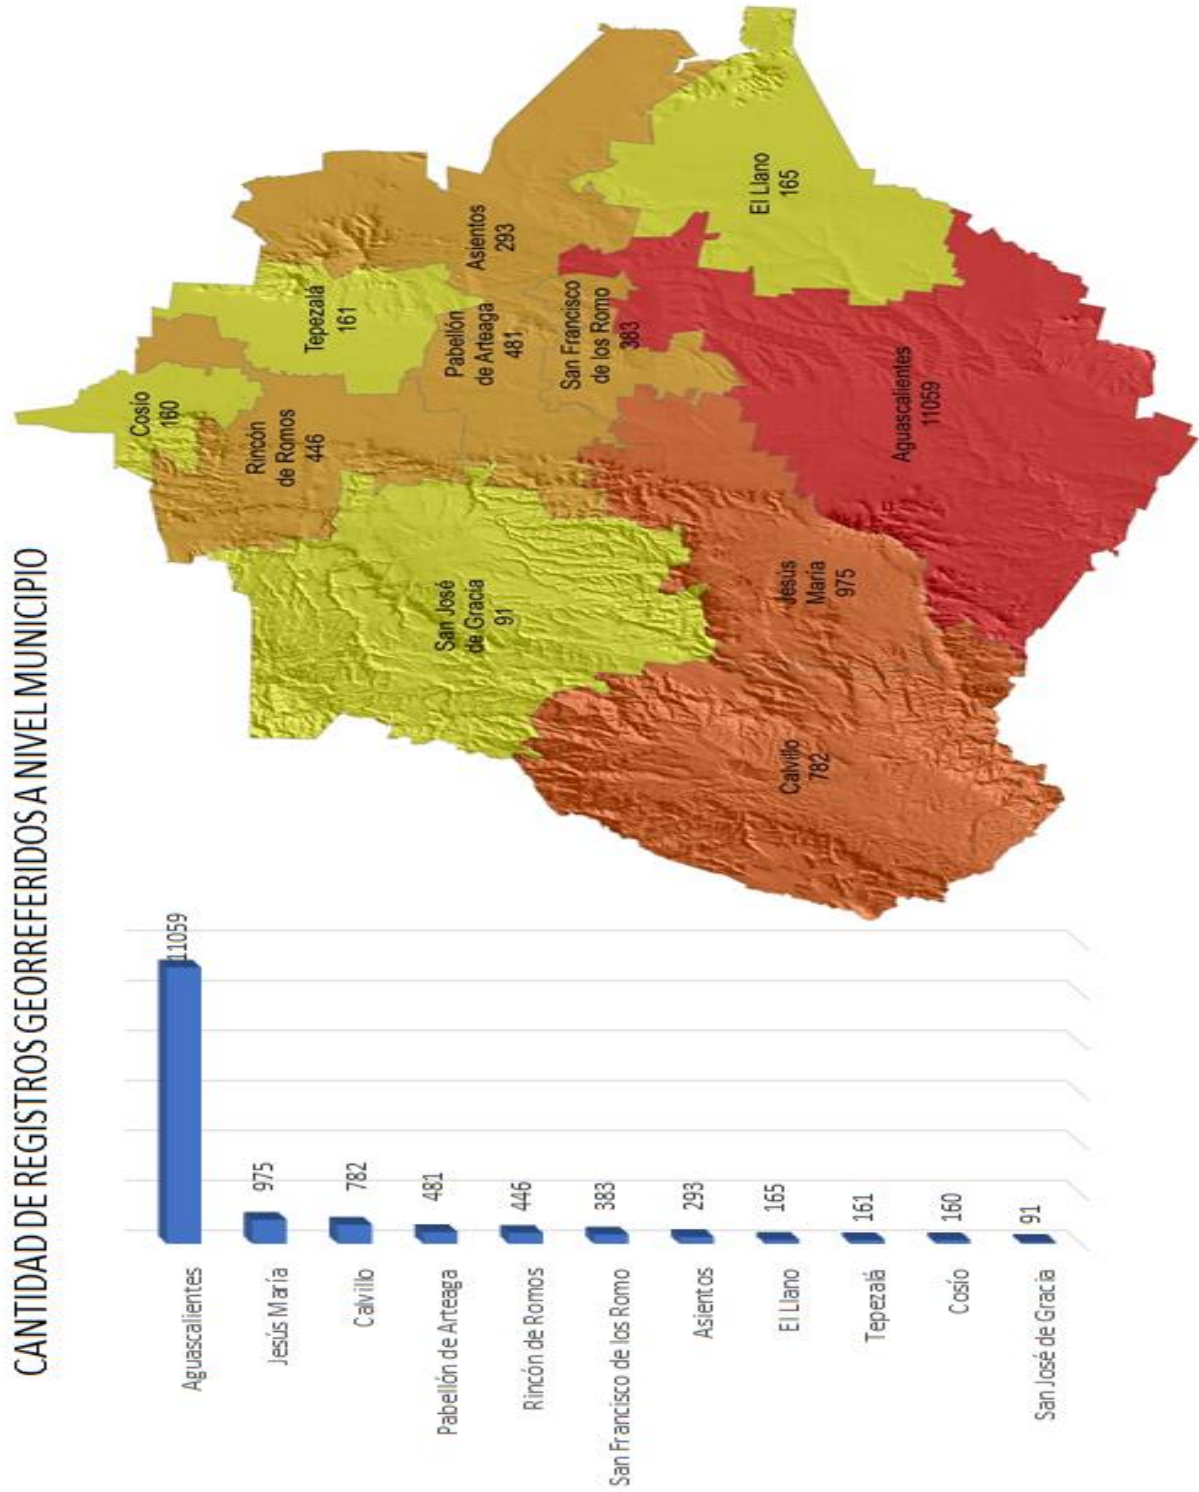 CANTIDAD DE REGISTROS GEORREFERIDOS A NIVEL MUNICIPIO
11059
975
782
481
446
383
293
165
161
160
91
Aguascalientes
Jesús María
Calvillo
Pabellón de Arteaga
Rincón de Romos
San Francisco de los Romo
Asientos
El Llano
Tepezalá
Cosío
San José de Gracia
Cosío
160
Rincón
de Romos
446
Tepezalá
161
San José
de Gracia
91
Pabellón
de Arteaga
481
Asientos
293
San Francisco
de los Romo
383
Calvillo
782
Jesús
María
975
El Llano
165
Aguascalientes
11059